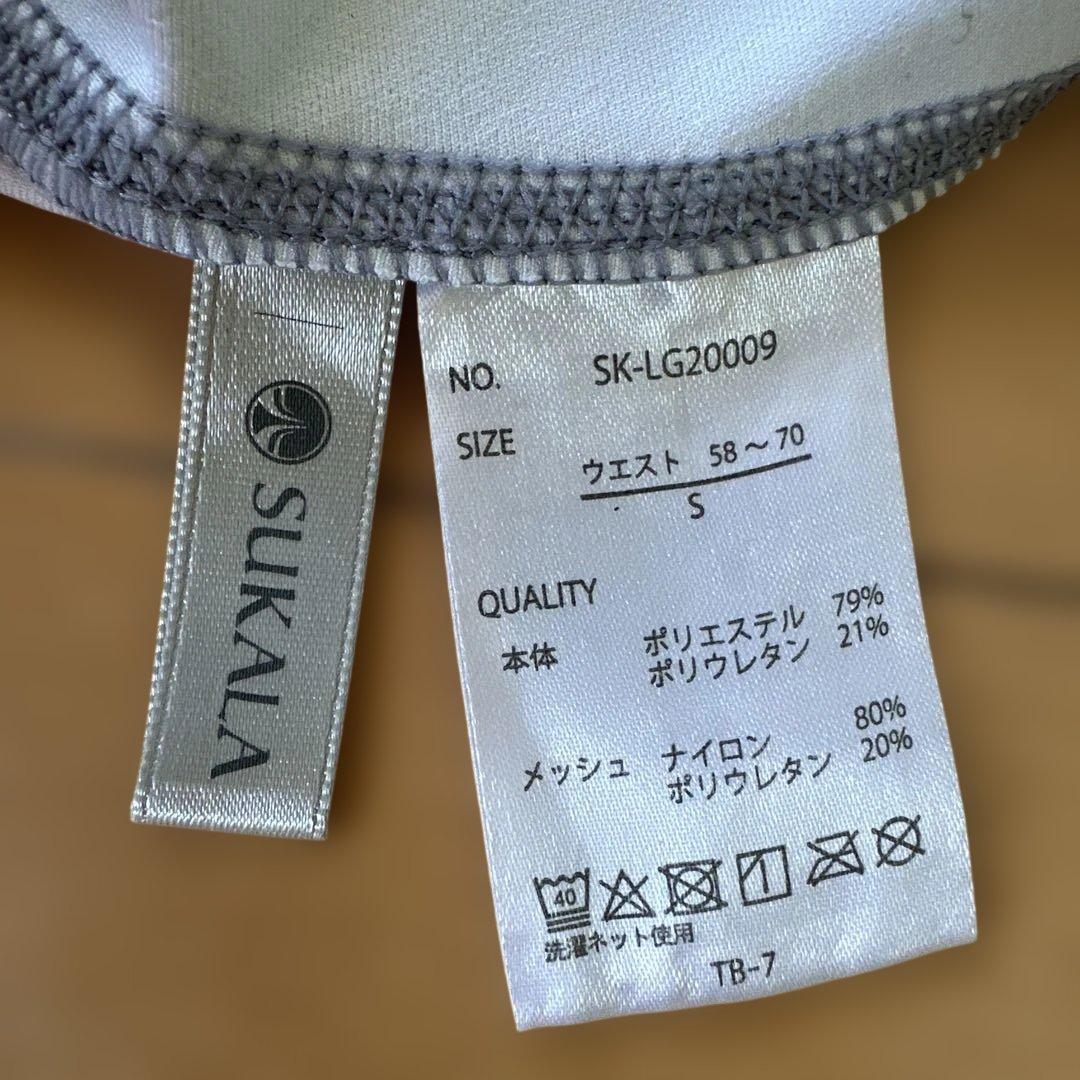 SUKALA
NO. SK-LG20009
SIZE ウエスト 58～70
S
QUALITY
本体 ポリエステル 79%
ポリウレタン 21%
メッシュ ナイロン 80%
ポリウレタン 20%
40
洗濯ネット使用
TB-7